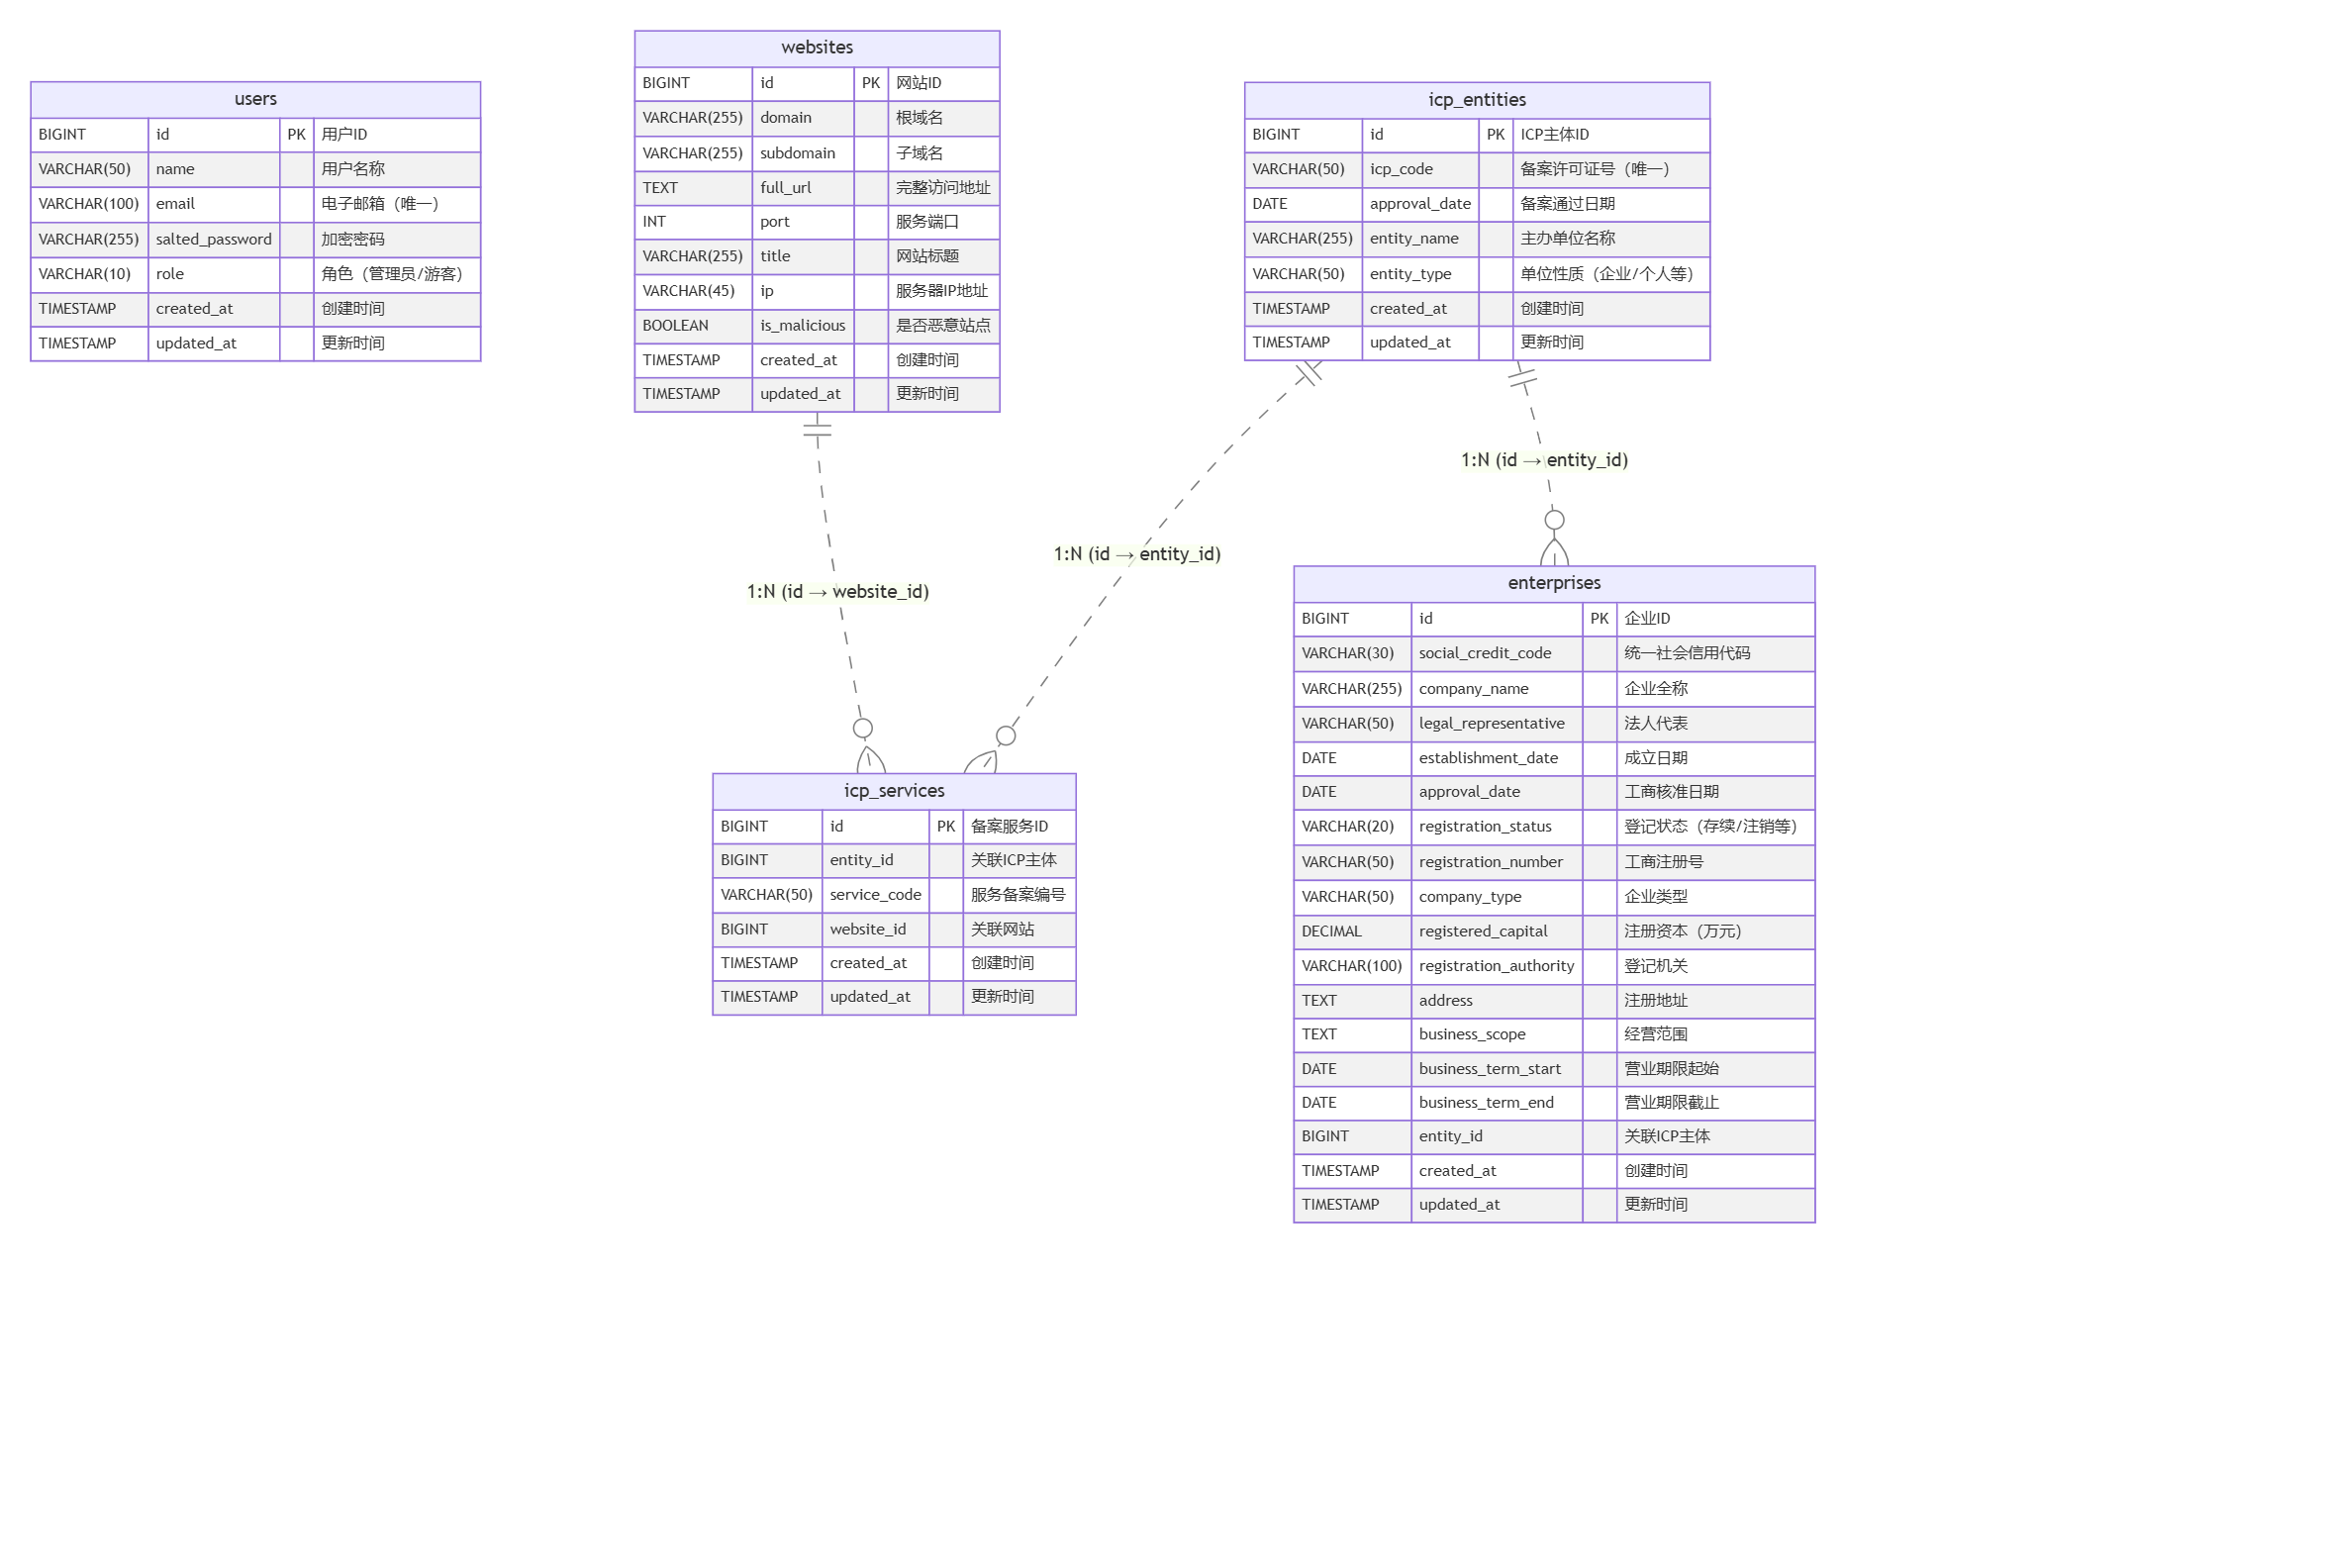 users
BIGINT id PK 用户ID
VARCHAR(50) name 用户名称
VARCHAR(100) email 电子邮箱（唯一）
VARCHAR(255) salted_password 加密密码
VARCHAR(10) role 角色（管理员/游客）
TIMESTAMP created_at 创建时间
TIMESTAMP updated_at 更新时间
websites
BIGINT id PK 网站ID
VARCHAR(255) domain 根域名
VARCHAR(255) subdomain 子域名
TEXT full_url 完整访问地址
INT port 服务端口
VARCHAR(255) title 网站标题
VARCHAR(45) ip 服务器IP地址
BOOLEAN is_malicious 是否恶意站点
TIMESTAMP created_at 创建时间
TIMESTAMP updated_at 更新时间
icp_entities
BIGINT id PK ICP主体ID
VARCHAR(50) icp_code 备案许可证号（唯一）
DATE approval_date 备案通过日期
VARCHAR(255) entity_name 主办单位名称
VARCHAR(50) entity_type 单位性质（企业/个人等）
TIMESTAMP created_at 创建时间
TIMESTAMP updated_at 更新时间
1:N (id → entity_id)
1:N (id → entity_id)
1:N (id → website_id)
enterprises
BIGINT id PK 企业ID
VARCHAR(30) social_credit_code 统一社会信用代码
VARCHAR(255) company_name 企业全称
VARCHAR(50) legal_representative 法人代表
DATE establishment_date 成立日期
DATE approval_date 工商核准日期
VARCHAR(20) registration_status 登记状态（存续/注销等）
VARCHAR(50) registration_number 工商注册号
VARCHAR(50) company_type 企业类型
DECIMAL registered_capital 注册资本（万元）
VARCHAR(100) registration_authority 登记机关
TEXT address 注册地址
TEXT business_scope 经营范围
DATE business_term_start 营业期限起始
DATE business_term_end 营业期限截止
BIGINT entity_id 关联ICP主体
TIMESTAMP created_at 创建时间
TIMESTAMP updated_at 更新时间
icp_services
BIGINT id PK 备案服务ID
BIGINT entity_id 关联ICP主体
VARCHAR(50) service_code 服务备案编号
BIGINT website_id 关联网站
TIMESTAMP created_at 创建时间
TIMESTAMP updated_at 更新时间